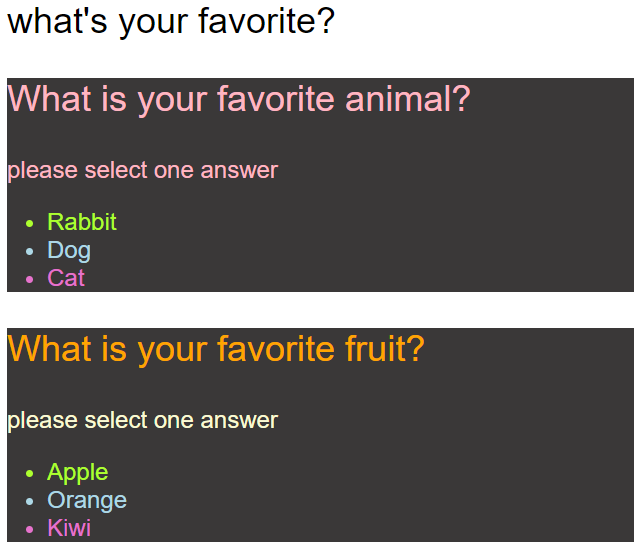 what's your favorite?
What is your favorite animal?
please select one answer
Rabbit
Dog
Cat
What is your favorite fruit?
please select one answer
Apple
Orange
Kiwi